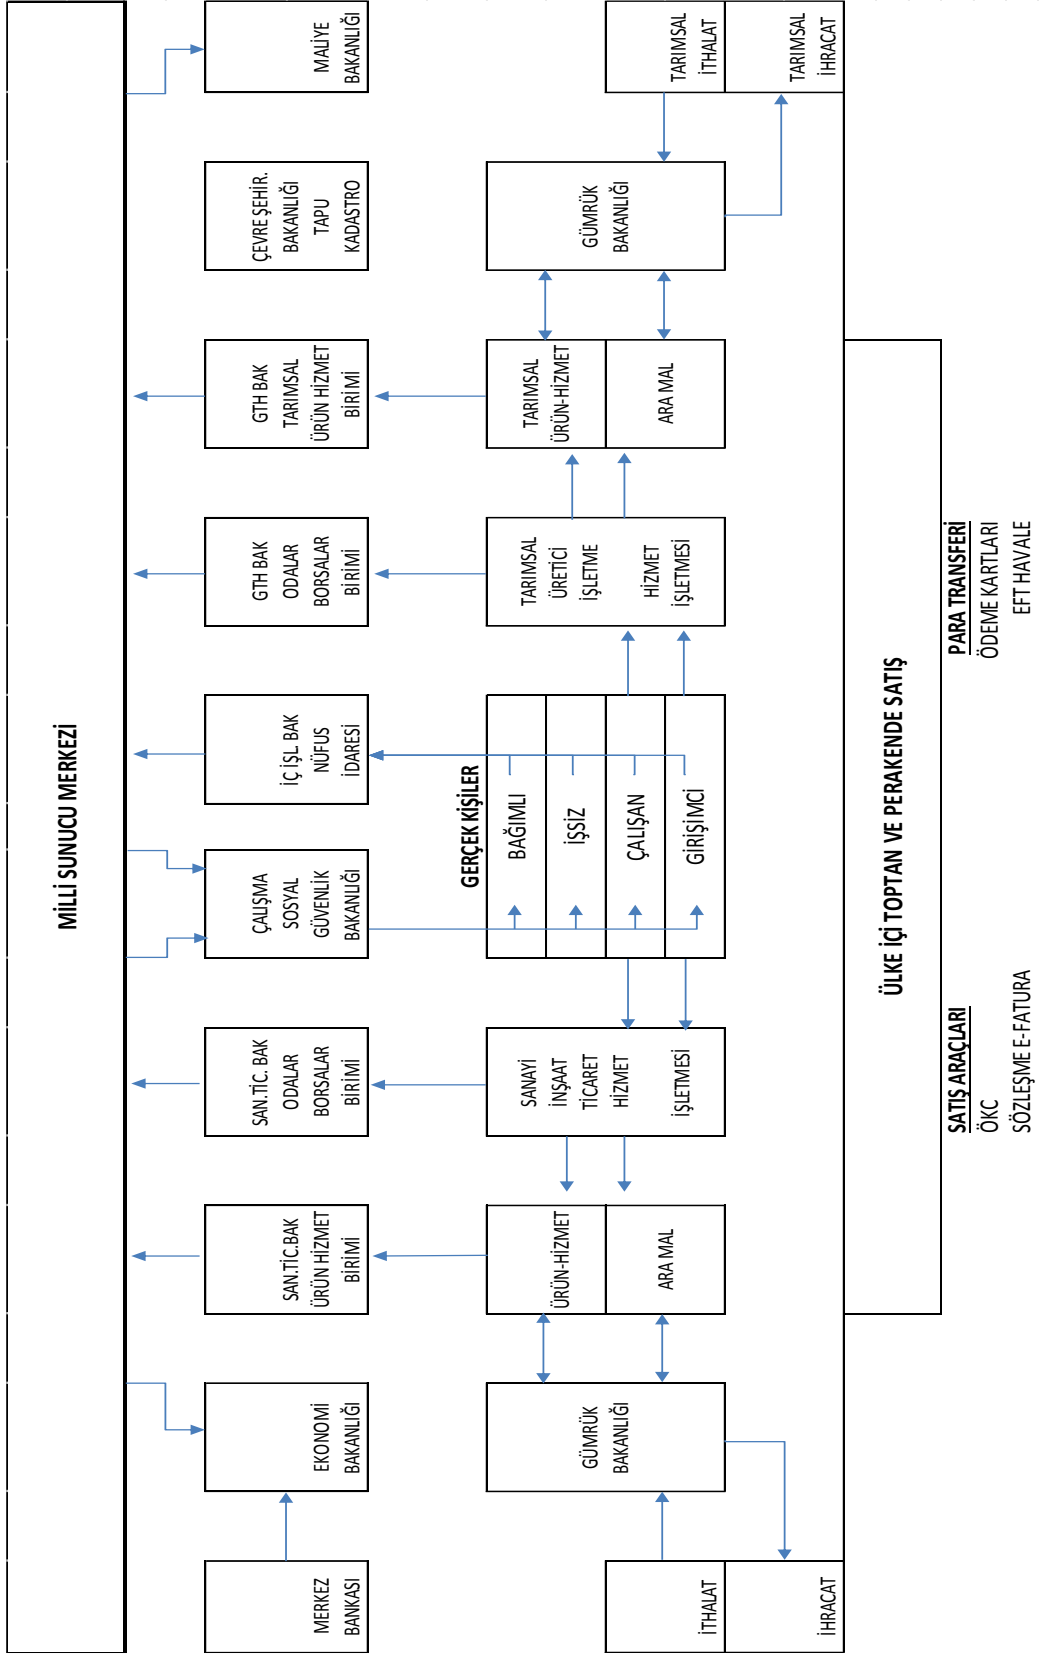 MİLLİ SUNUCU MERKEZİ
MERKEZ
BANKASI
EKONOMİ
BAKANLIĞI
SAN.TİC.BAK
ÜRÜN HİZMET
BİRİMİ
SAN.TİC. BAK
ODALAR
BORSALAR
BİRİMİ
ÇALIŞMA
SOSYAL
GÜVENLİK
BAKANLIĞI
İÇ İŞL BAK
NÜFUS
İDARESİ
GTH BAK
ODALAR
BORSALAR
BİRİMİ
GTH BAK
TARIMSAL
ÜRÜN HİZMET
BİRİMİ
ÇEVRE ŞEHİR.
BAKANLIĞI
TAPU
KADASTRO
MALİYE
BAKANLIĞI
GERÇEK KİŞİLER
İTHALAT
İHRACAT
GÜMRÜK
BAKANLIĞI
ÜRÜN-HİZMET
ARA MAL
SANAYİ
İNŞAAT
TİCARET
HİZMET
İŞLETMESİ
BAĞIMLI
İŞSİZ
ÇALIŞAN
GİRİŞİMCİ
TARIMSAL
ÜRETİCİ
İŞLETME
HİZMET
İŞLETMESİ
TARIMSAL
ÜRÜN-HİZMET
ARA MAL
GÜMRÜK
BAKANLIĞI
TARIMSAL
İTHALAT
TARIMSAL
İHRACAT
ÜLKE İÇİ TOPTAN VE PERAKENDE SATIŞ
SATIŞ ARAÇLARI
ÖKC
SÖZLEŞME E-FATURA
PARA TRANSFERİ
ÖDEME KARTLARI
EFT HAVALE